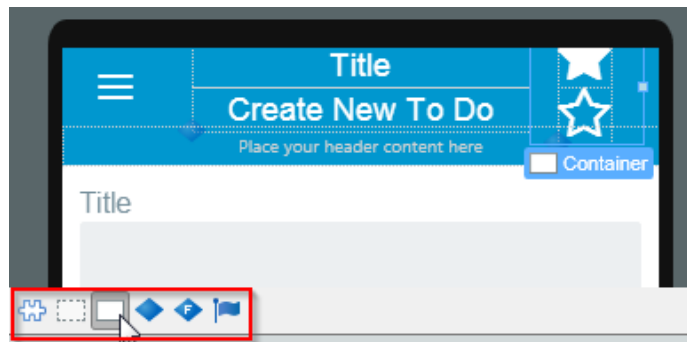 Title
Create New To Do
Place your header content here
Container
Title
F